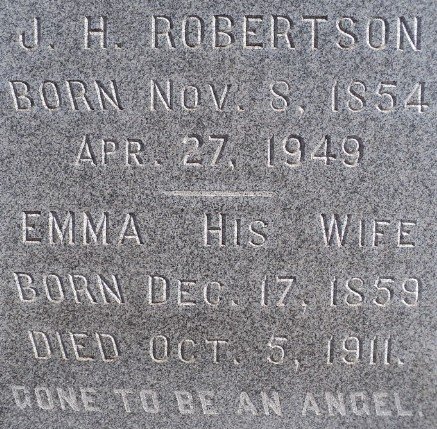 J. H. ROBERTSON
BORN NOV. 8, 1854
APR. 27, 1949
EMMA HIS WIFE
BORN DEC. 17, 1859
DIED OCT. 5, 1911.
GONE TO BE AN ANGEL.